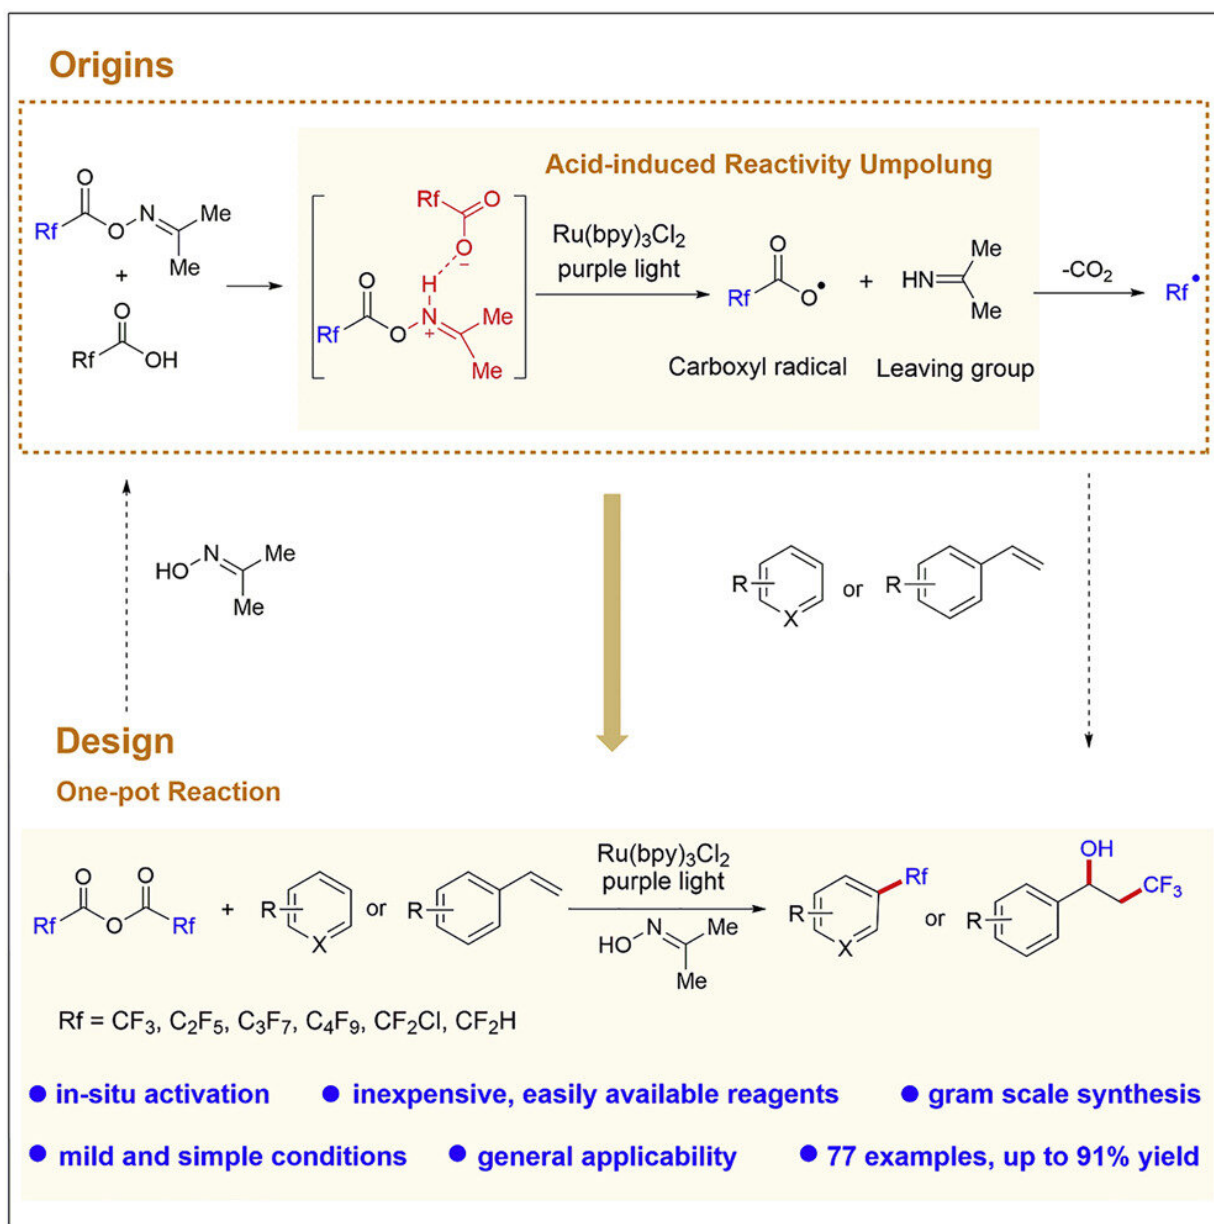 Origins
Acid-induced Reactivity Umpolung
O
Rf
O
N
Me
Me
+
O
Rf
OH
Rf
O
O
−
H
O
Rf
O
N
+
Me
Me
Ru(bpy)₃Cl₂
purple light
O
Rf
O•
+
HN
Me
Me
-CO₂
Rf•
Carboxyl radical
Leaving group
HO
N
Me
Me
R
X
or
R
Design
One-pot Reaction
O
O
Rf
O
Rf
+
R
X
or
R
Ru(bpy)₃Cl₂
purple light
HO
N
Me
Me
R
X
Rf
or
R
OH
CF₃
Rf = CF₃, C₂F₅, C₃F₇, C₄F₉, CF₂Cl, CF₂H
● in-situ activation ● inexpensive, easily available reagents ● gram scale synthesis
● mild and simple conditions ● general applicability ● 77 examples, up to 91% yield